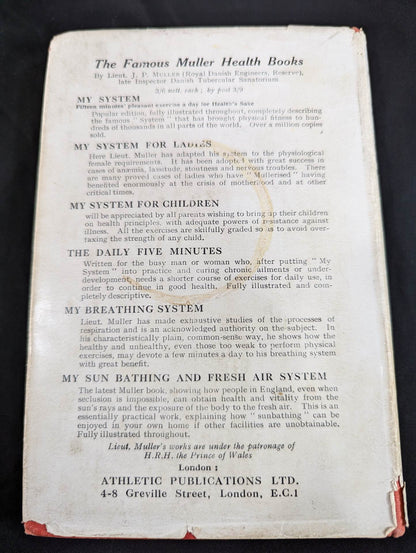 The Famous Muller Health Books
By Lieut. J. P. MULLER (Royal Danish Engineers, Reserve),
late Inspector Danish Tubercular Sanatorium
3/6 nett. each; by post 3/9
MY SYSTEM
Fifteen minutes' pleasant exercise a day for Health's Sake
Popular edition, fully illustrated throughout, completely describing
the famous "System" that has brought physical fitness to hun-
dreds of thousands in all parts of the world. Over a million copies
sold.
MY SYSTEM FOR LADIES
Here Lieut. Muller has adapted his system to the physiological
female requirements. It has been adopted with great success in
cases of anæmia, lassitude, stoutness and nervous troubles. There
are many proved cases of ladies who have "Mullerised" having
benefited enormously at the crisis of motherhood and at other
critical times.
MY SYSTEM FOR CHILDREN
will be appreciated by all parents wishing to bring up their children
on health principles, with adequate powers of resistance against
illness. All the exercises are skilfully graded so as to avoid over-
taxing the strength of any child.
THE DAILY FIVE MINUTES
Written for the busy man or woman who, after putting "My
System" into practice and curing chronic ailments or under-
development, needs a shorter course of exercises for daily use, in
order to continue in good health. Fully illustrated and com-
pletely descriptive.
MY BREATHING SYSTEM
Lieut. Muller has made exhaustive studies of the processes of
respiration and is an acknowledged authority on the subject. In
his characteristically plain, common-sense way, he shows how the
healthy and unhealthy, even those too weak to perform physical
exercises, may devote a few minutes a day to his breathing system
with great benefit.
MY SUN BATHING AND FRESH AIR SYSTEM
The latest Muller book, showing how people in England, even when
seclusion is impossible, can obtain health and vitality from the
sun's rays and the exposure of the body to the fresh air. This is an
essentially practical work, explaining how "sunbathing" can be
enjoyed in your own home if other facilities are unobtainable.
Fully illustrated throughout.
Lieut. Muller's works are under the patronage of
H.R.H. the Prince of Wales
London:
ATHLETIC PUBLICATIONS LTD.
4-8 Greville Street, London, E.C.1